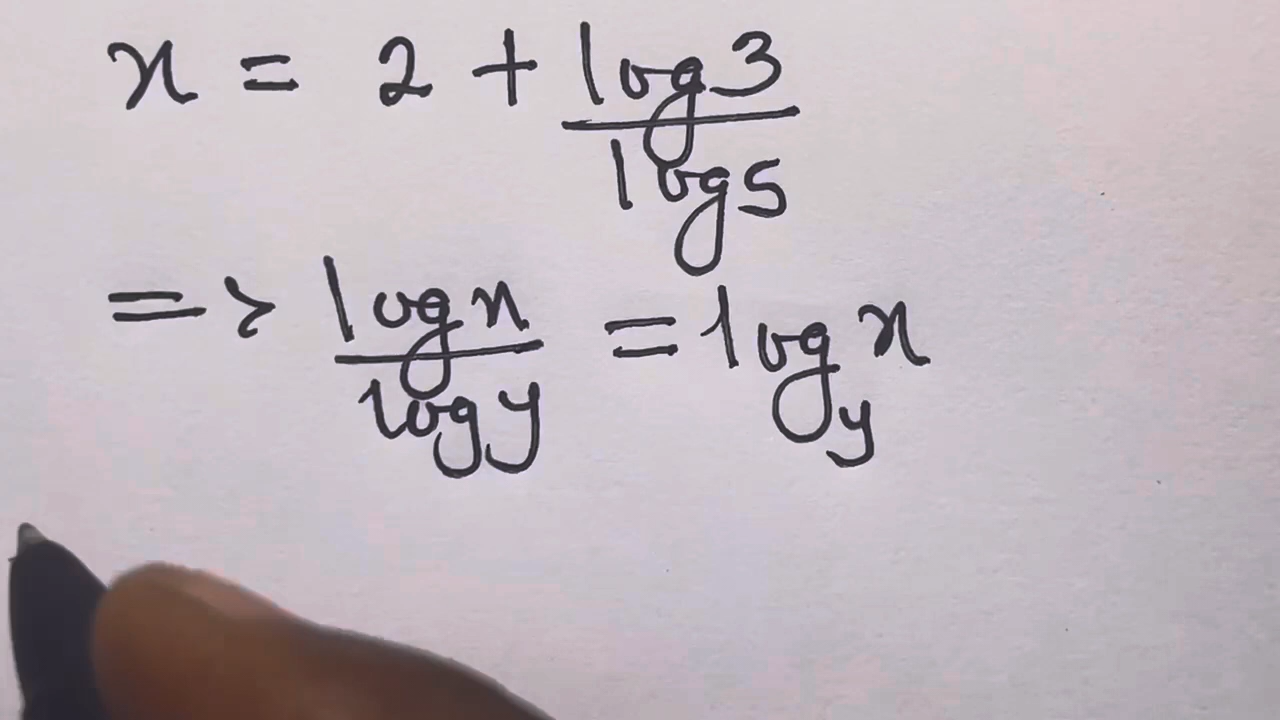 x = 2 + log3/log5
=> logx/logy = log_y x